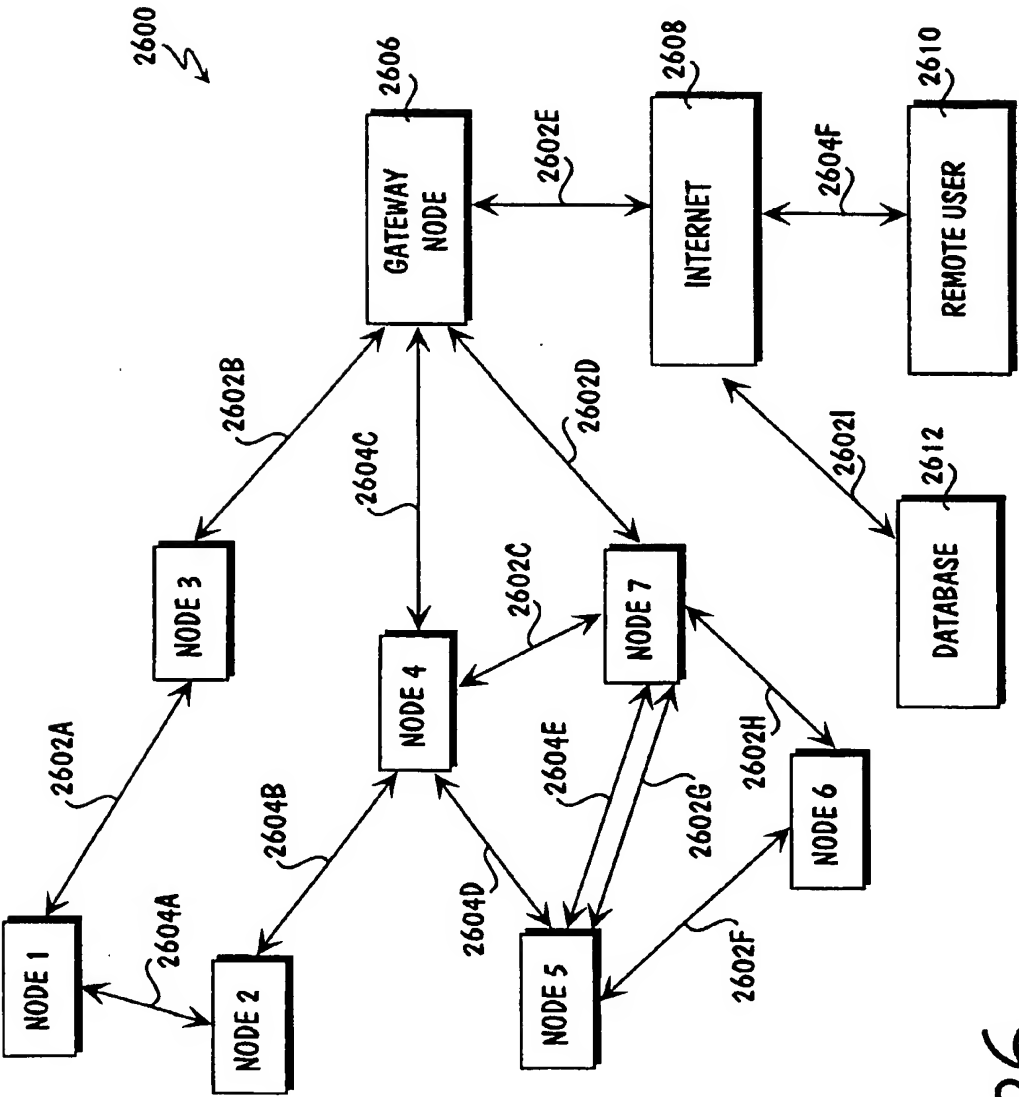 2600
NODE 1
2602A
NODE 3
2602B
GATEWAY
NODE
2606
2604A
NODE 2
2604B
NODE 4
2604C
2602E
2604D
2602C
2602D
INTERNET
2608
NODE 5
2604E
2602G
NODE 7
2602F
2602H
NODE 6
2602I
2604F
DATABASE
2612
REMOTE USER
2610
26